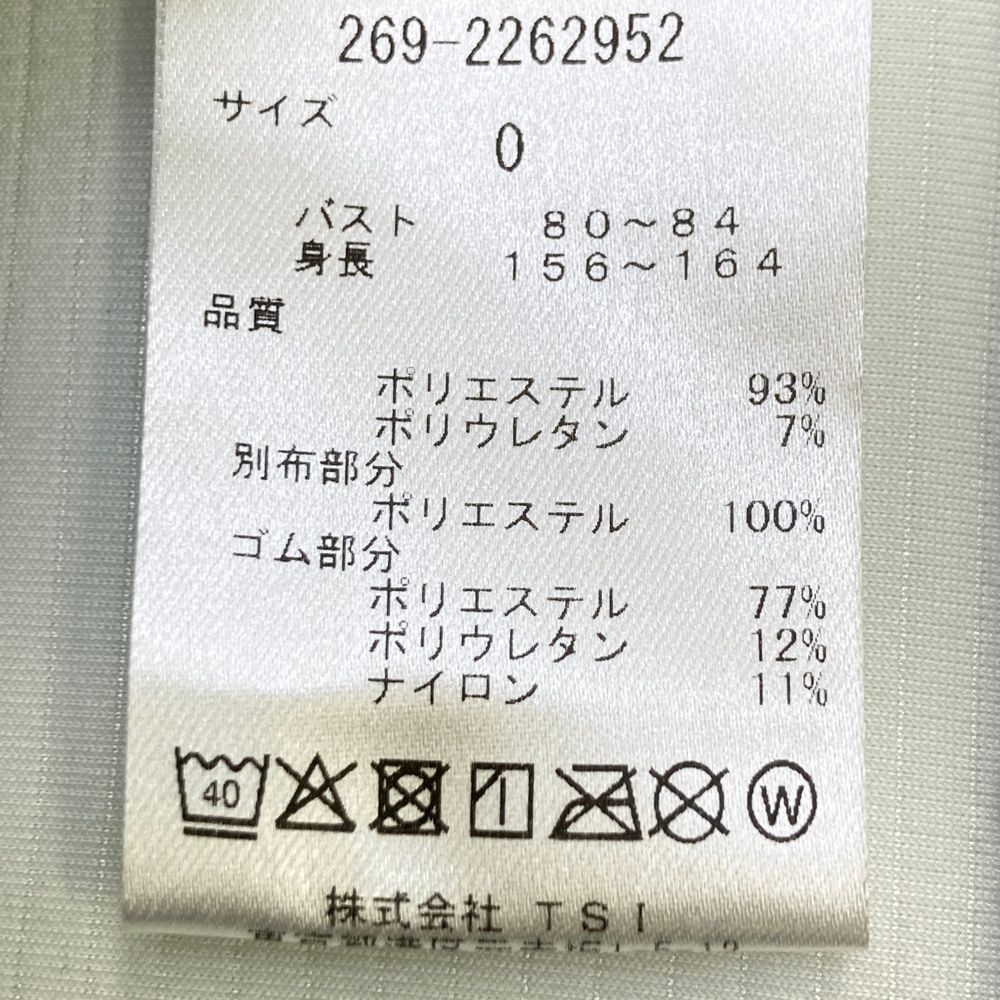 269-2262952
サイズ
0
バスト 80～84
身長 156～164
品質
ポリエステル 93%
ポリウレタン 7%
別布部分
ポリエステル 100%
ゴム部分
ポリエステル 77%
ポリウレタン 12%
ナイロン 11%
40
W
株式会社 TSI